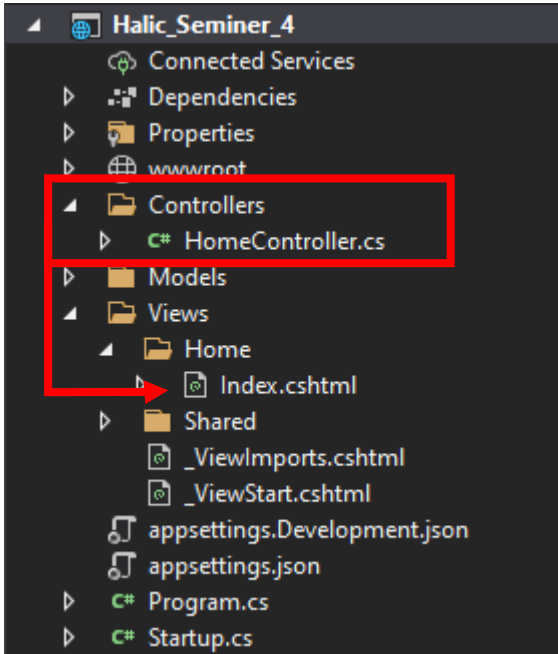 Halic_Seminer_4
Connected Services
Dependencies
Properties
wwwroot
Controllers
C# HomeController.cs
Models
Views
Home
Index.cshtml
Shared
_ViewImports.cshtml
_ViewStart.cshtml
appsettings.Development.json
appsettings.json
C# Program.cs
C# Startup.cs